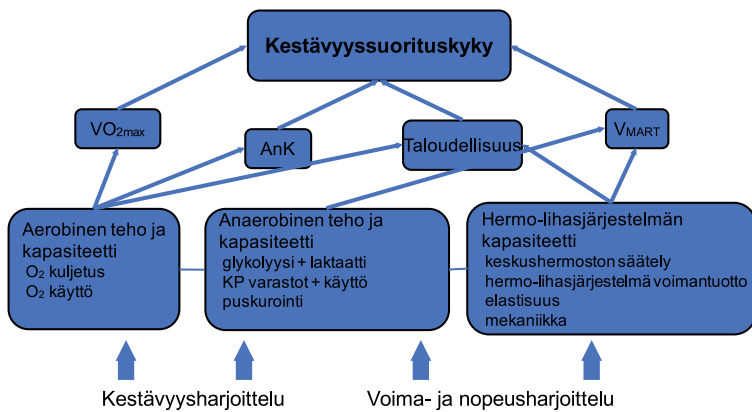 Kestävyyssuorituskyky
VO2max
AnK
Taloudellisuus
VMART
Aerobinen teho ja
kapasiteetti
O2 kuljetus
O2 käyttö
Anaerobinen teho ja
kapasiteetti
glykolyysi + laktaatti
KP varastot + käyttö
puskurointi
Hermo-lihasjärjestelmän
kapasiteetti
keskushermoston säätely
hermo-lihasjärjestelmä voimantuotto
elastisuus
mekaniikka
Kestävyysharjoittelu
Voima- ja nopeusharjoittelu